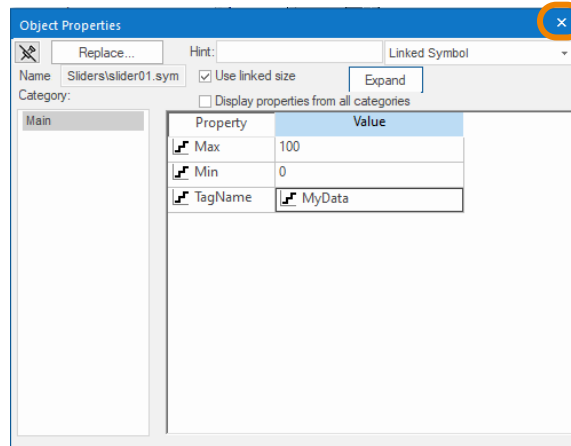 Object Properties
Replace... Hint: Linked Symbol
Name Sliders\slider01.sym Use linked size Expand
Category: Display properties from all categories
Main Property Value
Max 100
Min 0
TagName MyData